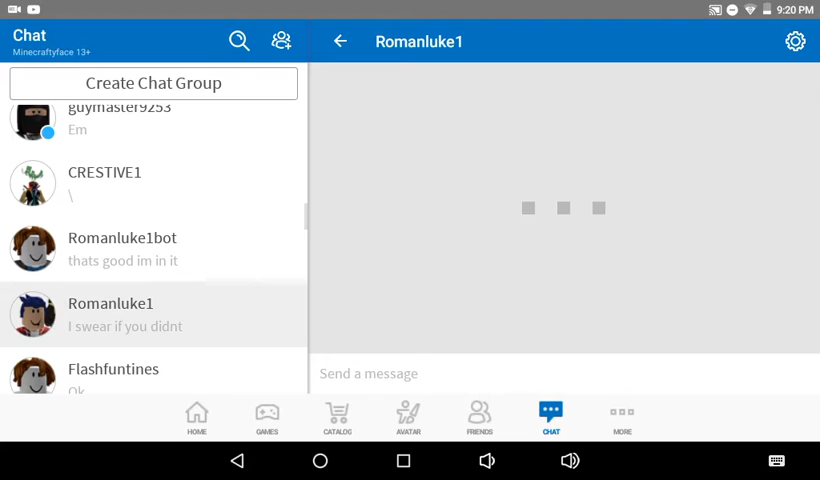 9:20 PM
Chat
Minecraftyface 13+
Romanluke1
Create Chat Group
guymaster9253
Em
CRESTIVE1
\
Romanluke1bot
thats good im in it
Romanluke1
I swear if you didnt
Flashfuntines
Ok
Send a message
HOME
GAMES
CATALOG
AVATAR
FRIENDS
CHAT
MORE